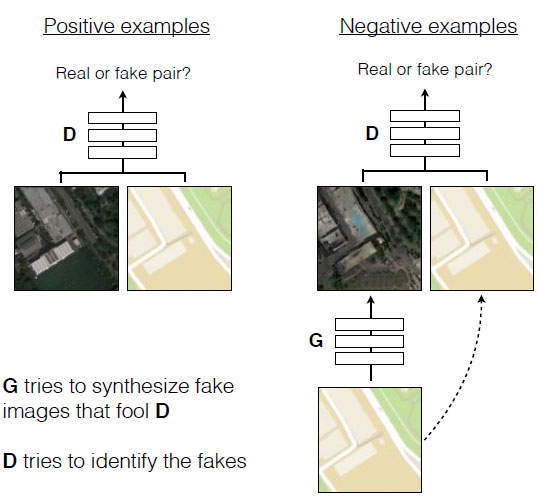 Positive examples
Real or fake pair?
D
Negative examples
Real or fake pair?
D
G
G tries to synthesize fake
images that fool D
D tries to identify the fakes